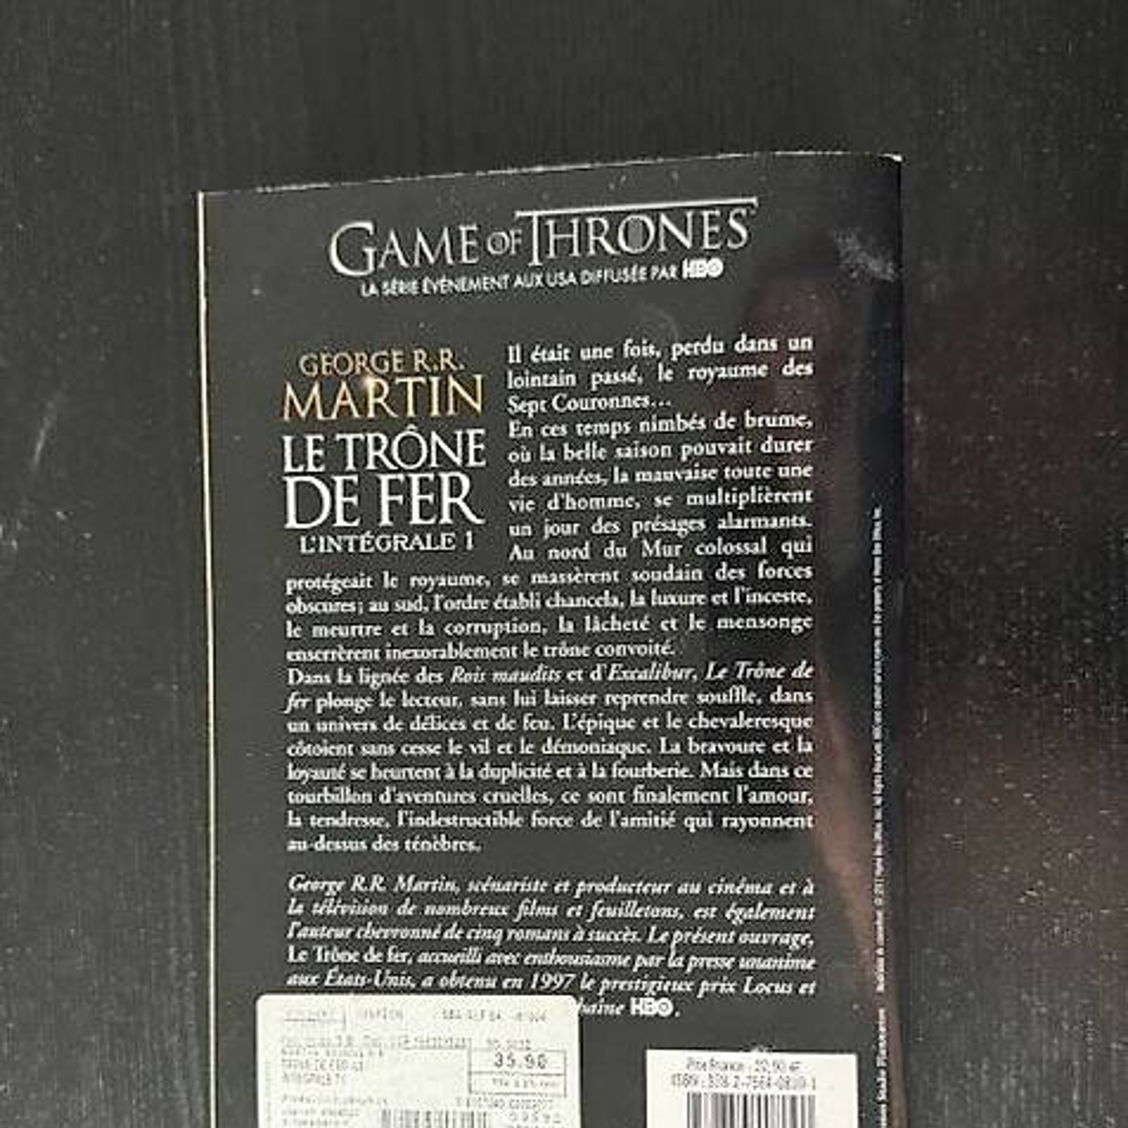 GAME OF THRONES
LA SÉRIE ÉVÉNEMENT AUX USA DIFFUSÉE PAR HBO
GEORGE R.R.
MARTIN
LE TRÔNE
DE FER
L'INTÉGRALE 1
Il était une fois, perdu dans un
lointain passé, le royaume des
Sept Couronnes...
En ces temps nimbés de brume,
où la belle saison pouvait durer
des années, la mauvaise toute une
vie d'homme, se multiplièrent
un jour des présages alarmants.
Au nord du Mur colossal qui
protégeait le royaume, se massèrent soudain des forces
obscures ; au sud, l'ordre établi chancela, la luxure et l'inceste,
le meurtre et la corruption, la lâcheté et le mensonge
enserrèrent inexorablement le trône convoité.
Dans la lignée des Rois maudits et d'Excalibur, Le Trône de
fer plonge le lecteur, sans lui laisser reprendre souffle, dans
un univers de délices et de feu. L'épique et le chevaleresque
côtoient sans cesse le vil et le démoniaque. La bravoure et la
loyauté se heurtent à la duplicité et à la fourberie. Mais dans ce
tourbillon d'aventures cruelles, ce sont finalement l'amour,
la tendresse, l'indestructible force de l'amitié qui rayonnent
au-dessus des ténèbres.
George R.R. Martin, scénariste et producteur au cinéma et à
la télévision de nombreux films et feuilletons, est également
l'auteur chevronné de cinq romans à succès. Le présent ouvrage,
Le Trône de fer, accueilli avec enthousiasme par la presse unanime
aux États-Unis, a obtenu en 1997 le prestigieux prix Locus et
HBO.
35.90
Prix France :
ISBN :